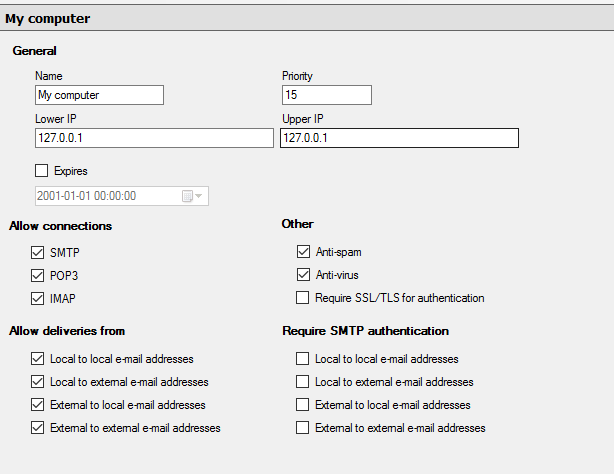 My computer
General
Name Priority
My computer 15
Lower IP Upper IP
127.0.0.1 127.0.0.1
Expires
2001-01-01 00:00:00
Allow connections Other
SMTP Anti-spam
POP3 Anti-virus
IMAP Require SSL/TLS for authentication
Allow deliveries from Require SMTP authentication
Local to local e-mail addresses Local to local e-mail addresses
Local to external e-mail addresses Local to external e-mail addresses
External to local e-mail addresses External to local e-mail addresses
External to external e-mail addresses External to external e-mail addresses